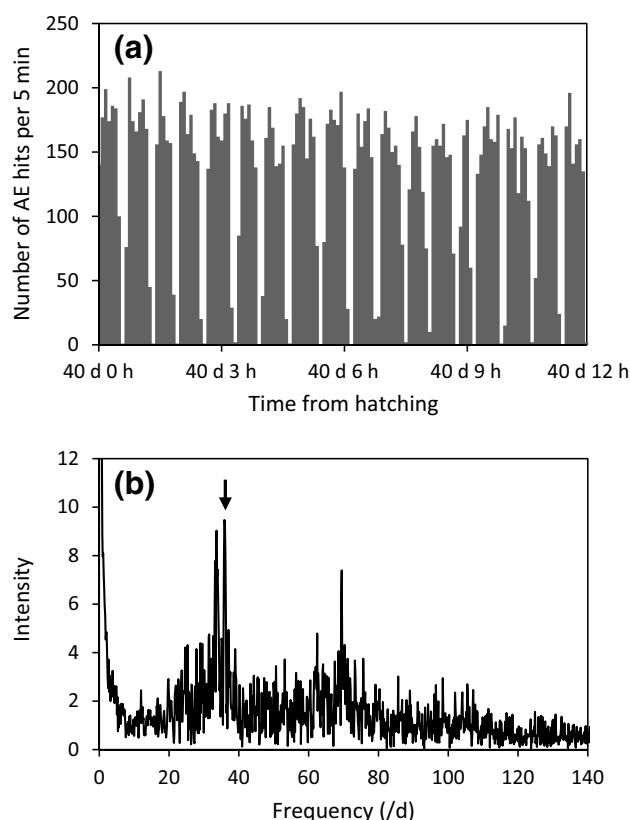 (a)
Number of AE hits per 5 min
250
200
150
100
50
0
40 d 0 h 40 d 3 h 40 d 6 h 40 d 9 h 40 d 12 h
Time from hatching
(b)
Intensity
12
10
8
6
4
2
0
0 20 40 60 80 100 120 140
Frequency (/d)